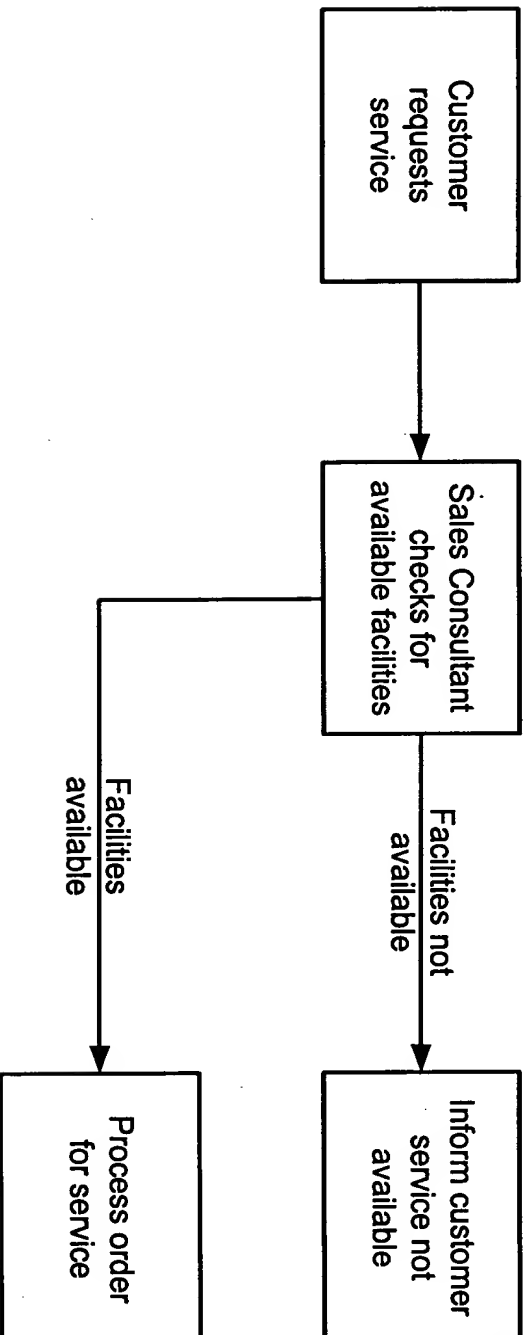 Customer
requests
service
Sales Consultant
checks for
available facilities
Facilities not
available
Inform customer
service not
available
Facilities
available
Process order
for service